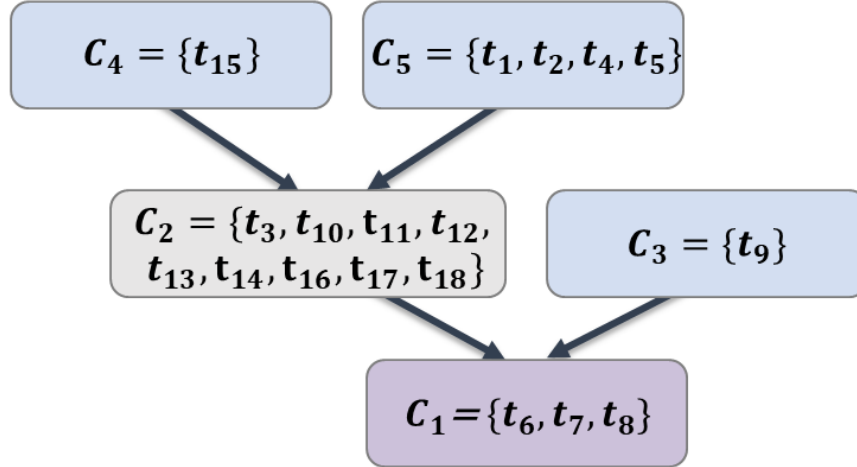 C₄ = {t₁₅}
C₅ = {t₁, t₂, t₄, t₅}
C₂ = {t₃, t₁₀, t₁₁, t₁₂,
t₁₃, t₁₄, t₁₆, t₁₇, t₁₈}
C₃ = {t₉}
C₁ = {t₆, t₇, t₈}